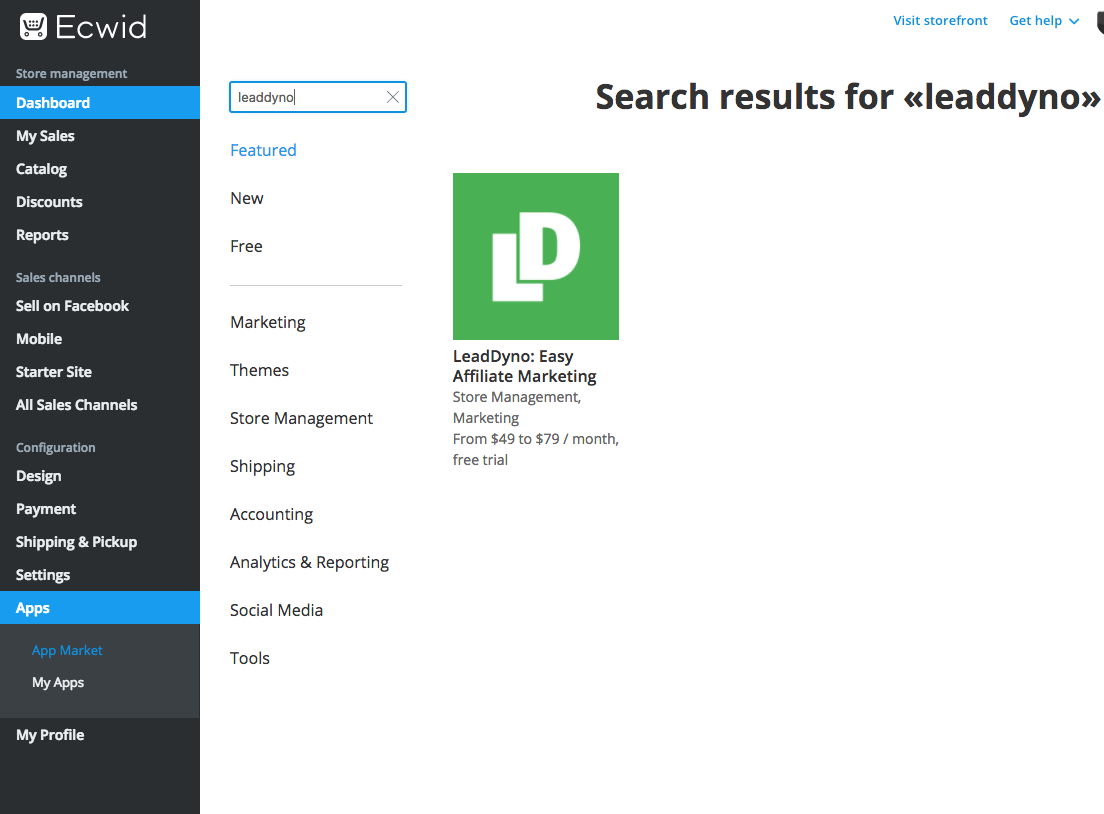 Ecwid
Store management
Dashboard
My Sales
Catalog
Discounts
Reports
Sales channels
Sell on Facebook
Mobile
Starter Site
All Sales Channels
Configuration
Design
Payment
Shipping & Pickup
Settings
Apps
App Market
My Apps
My Profile
Visit storefront
Get help
leaddyno
Featured
New
Free
Marketing
Themes
Store Management
Shipping
Accounting
Analytics & Reporting
Social Media
Tools
Search results for «leaddyno»
LD
LeadDyno: Easy
Affiliate Marketing
Store Management,
Marketing
From $49 to $79 / month,
free trial